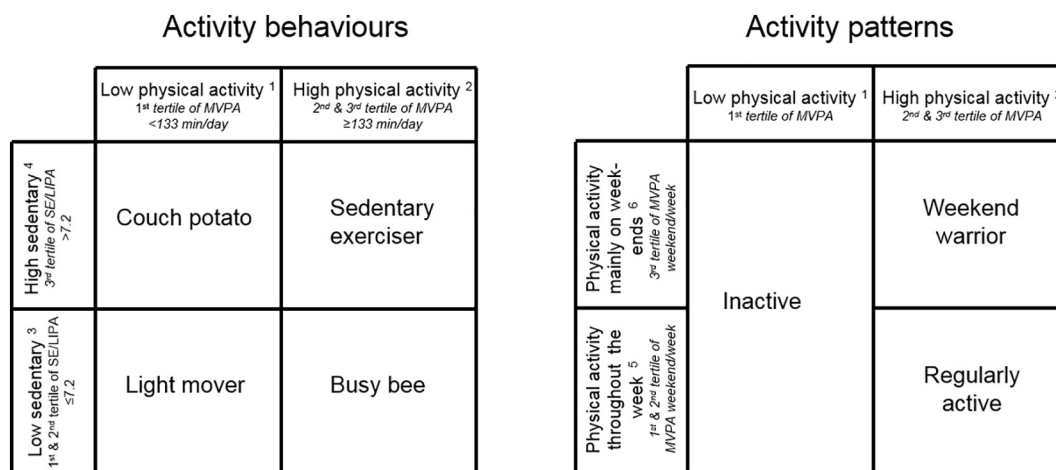 Activity behaviours
Low physical activity 1
1st tertile of MVPA
<133 min/day
High physical activity 2
2nd & 3rd tertile of MVPA
≥133 min/day
High sedentary 4
3rd tertile of SE/LIPA
>7.2
Couch potato
Sedentary
exerciser
Low sedentary 3
1st & 2nd tertile of SE/LIPA
≤7.2
Light mover
Busy bee
Activity patterns
Low physical activity 1
1st tertile of MVPA
High physical activity
2nd & 3rd tertile of MVPA
Physical activity
mainly on week-
ends 6
3rd tertile of MVPA
weekend/week
Inactive
Weekend
warrior
Physical activity
throughout the
week 5
1st & 2nd tertile of
MVPA weekend/week
Regularly
active